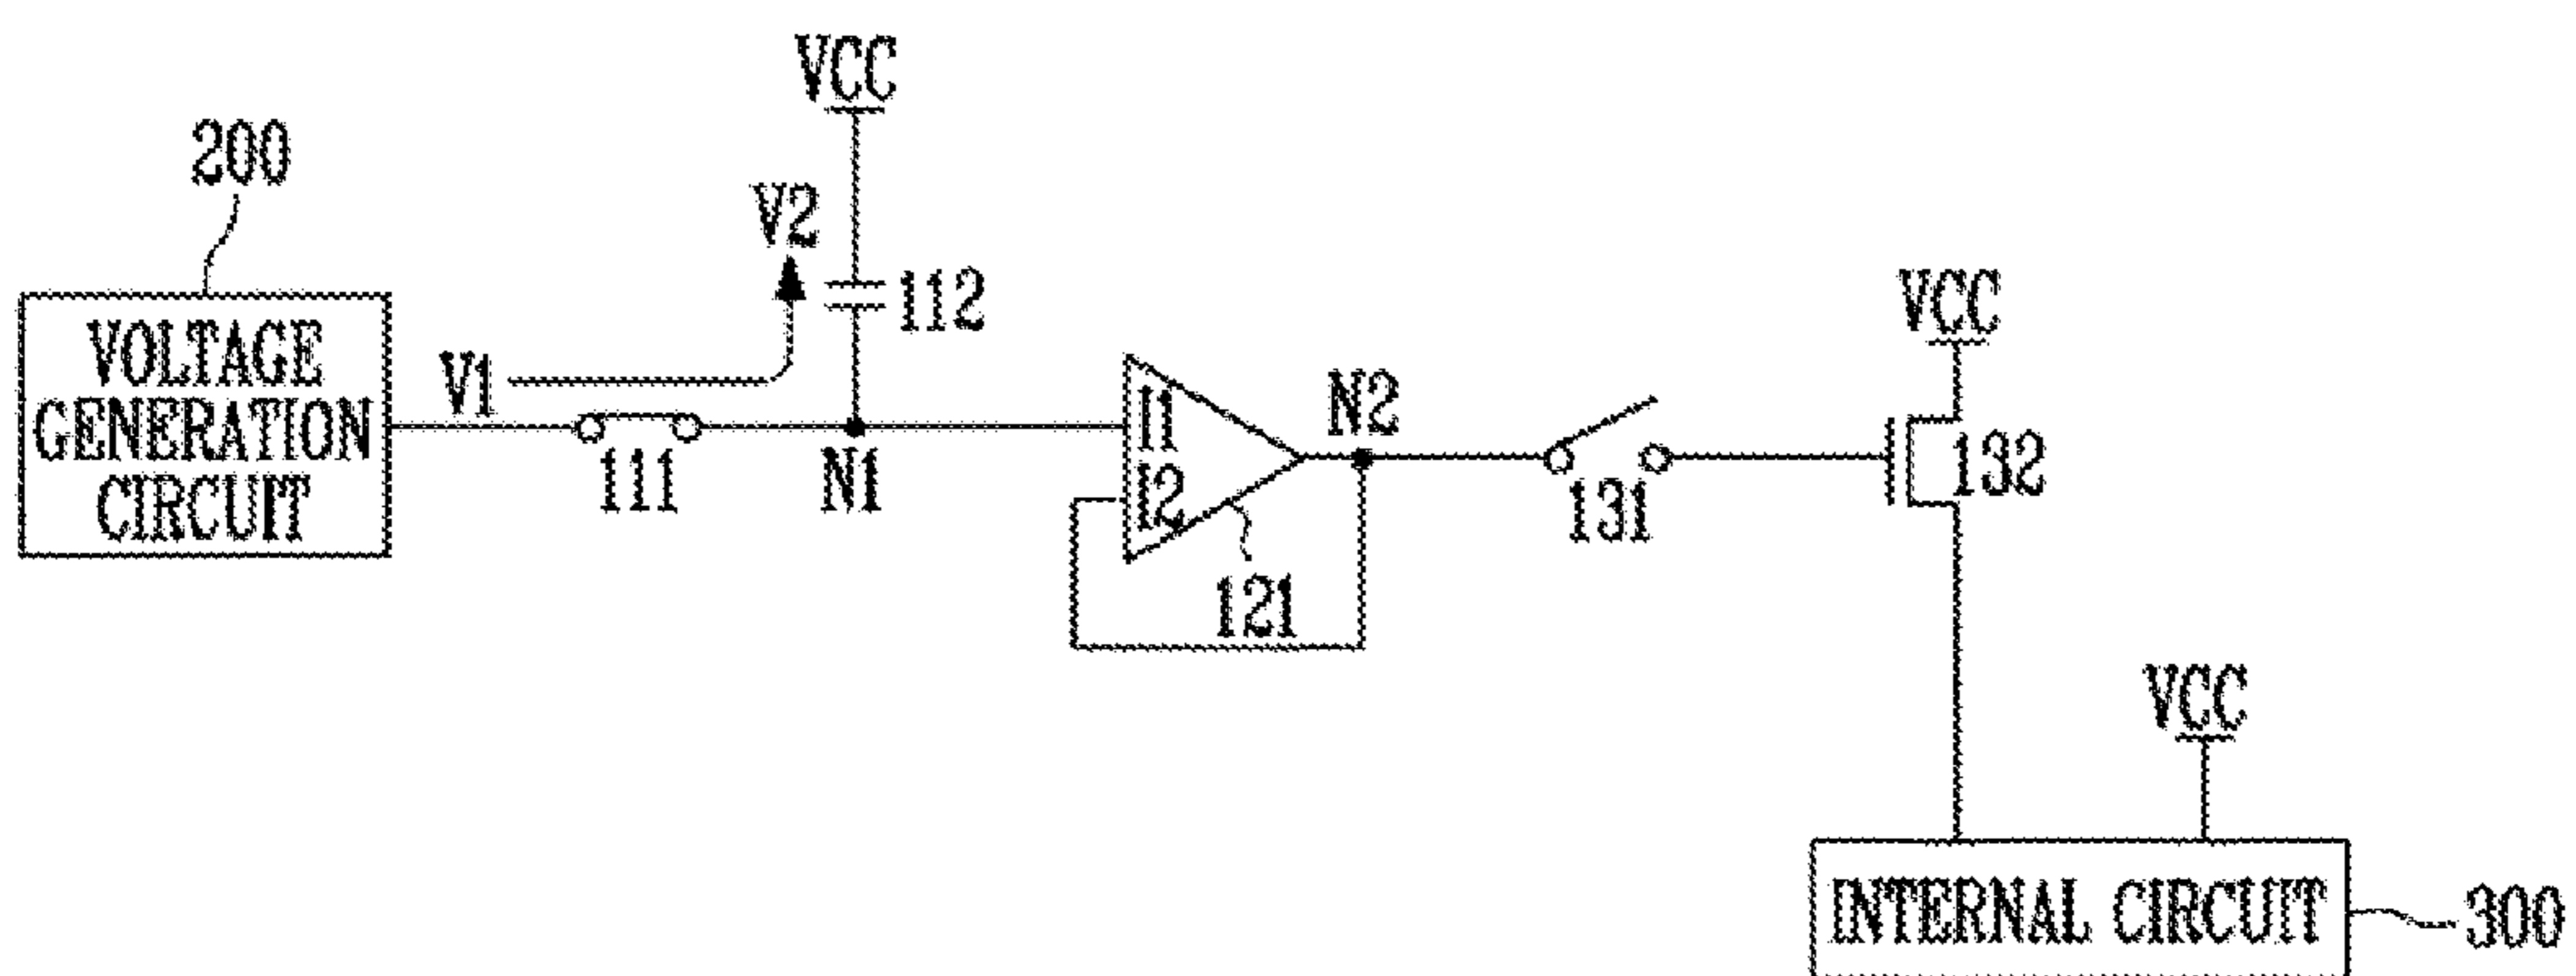 VCC
200
V2
112
VOLTAGE
GENERATION
CIRCUIT
V1
111
N1
I1
I2
121
N2
131
VCC
132
VCC
INTERNAL CIRCUIT
300